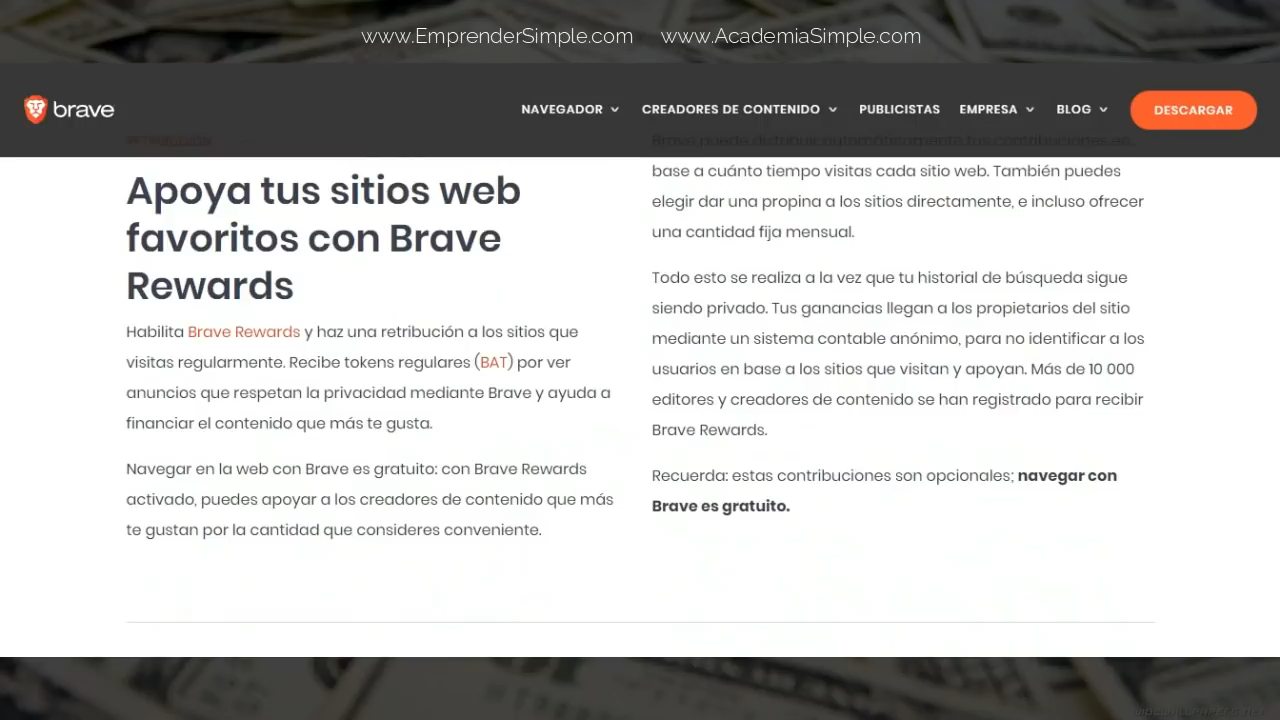 www.EmprenderSimple.com www.AcademiaSimple.com
brave
NAVEGADOR CREADORES DE CONTENIDO PUBLICISTAS EMPRESA BLOG DESCARGAR
Apoya tus sitios web
favoritos con Brave
Rewards
Habilita Brave Rewards y haz una retribución a los sitios que
visitas regularmente. Recibe tokens regulares (BAT) por ver
anuncios que respetan la privacidad mediante Brave y ayuda a
financiar el contenido que más te gusta.
Navegar en la web con Brave es gratuito: con Brave Rewards
activado, puedes apoyar a los creadores de contenido que más
te gustan por la cantidad que consideres conveniente.
Brave puede distribuir automáticamente tus contribuciones en
base a cuánto tiempo visitas cada sitio web. También puedes
elegir dar una propina a los sitios directamente, e incluso ofrecer
una cantidad fija mensual.
Todo esto se realiza a la vez que tu historial de búsqueda sigue
siendo privado. Tus ganancias llegan a los propietarios del sitio
mediante un sistema contable anónimo, para no identificar a los
usuarios en base a los sitios que visitan y apoyan. Más de 10 000
editores y creadores de contenido se han registrado para recibir
Brave Rewards.
Recuerda: estas contribuciones son opcionales; navegar con
Brave es gratuito.